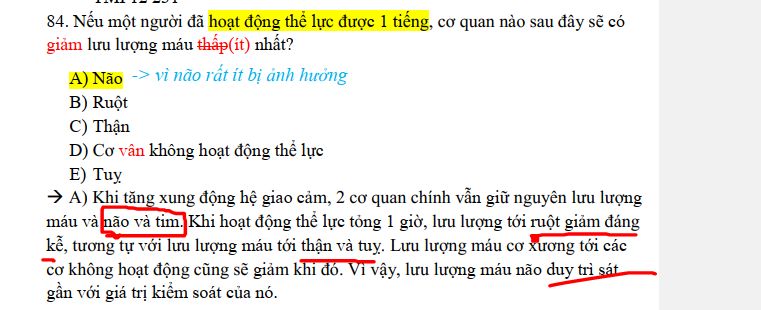 84. Nếu một người đã hoạt động thể lực được 1 tiếng, cơ quan nào sau đây sẽ có
giảm lưu lượng máu thấp(ít) nhất?
A) Não -> vì não rất ít bị ảnh hưởng
B) Ruột
C) Thận
D) Cơ vân không hoạt động thể lực
E) Tuỵ
→ A) Khi tăng xung động hệ giao cảm, 2 cơ quan chính vẫn giữ nguyên lưu lượng
máu và não và tim. Khi hoạt động thể lực tỏng 1 giờ, lưu lượng tới ruột giảm đáng
kể, tương tự với lưu lượng máu tới thận và tuỵ. Lưu lượng máu cơ xương tới các
cơ không hoạt động cũng sẽ giảm khi đó. Vì vậy, lưu lượng máu não duy trì sát
gần với giá trị kiểm soát của nó.